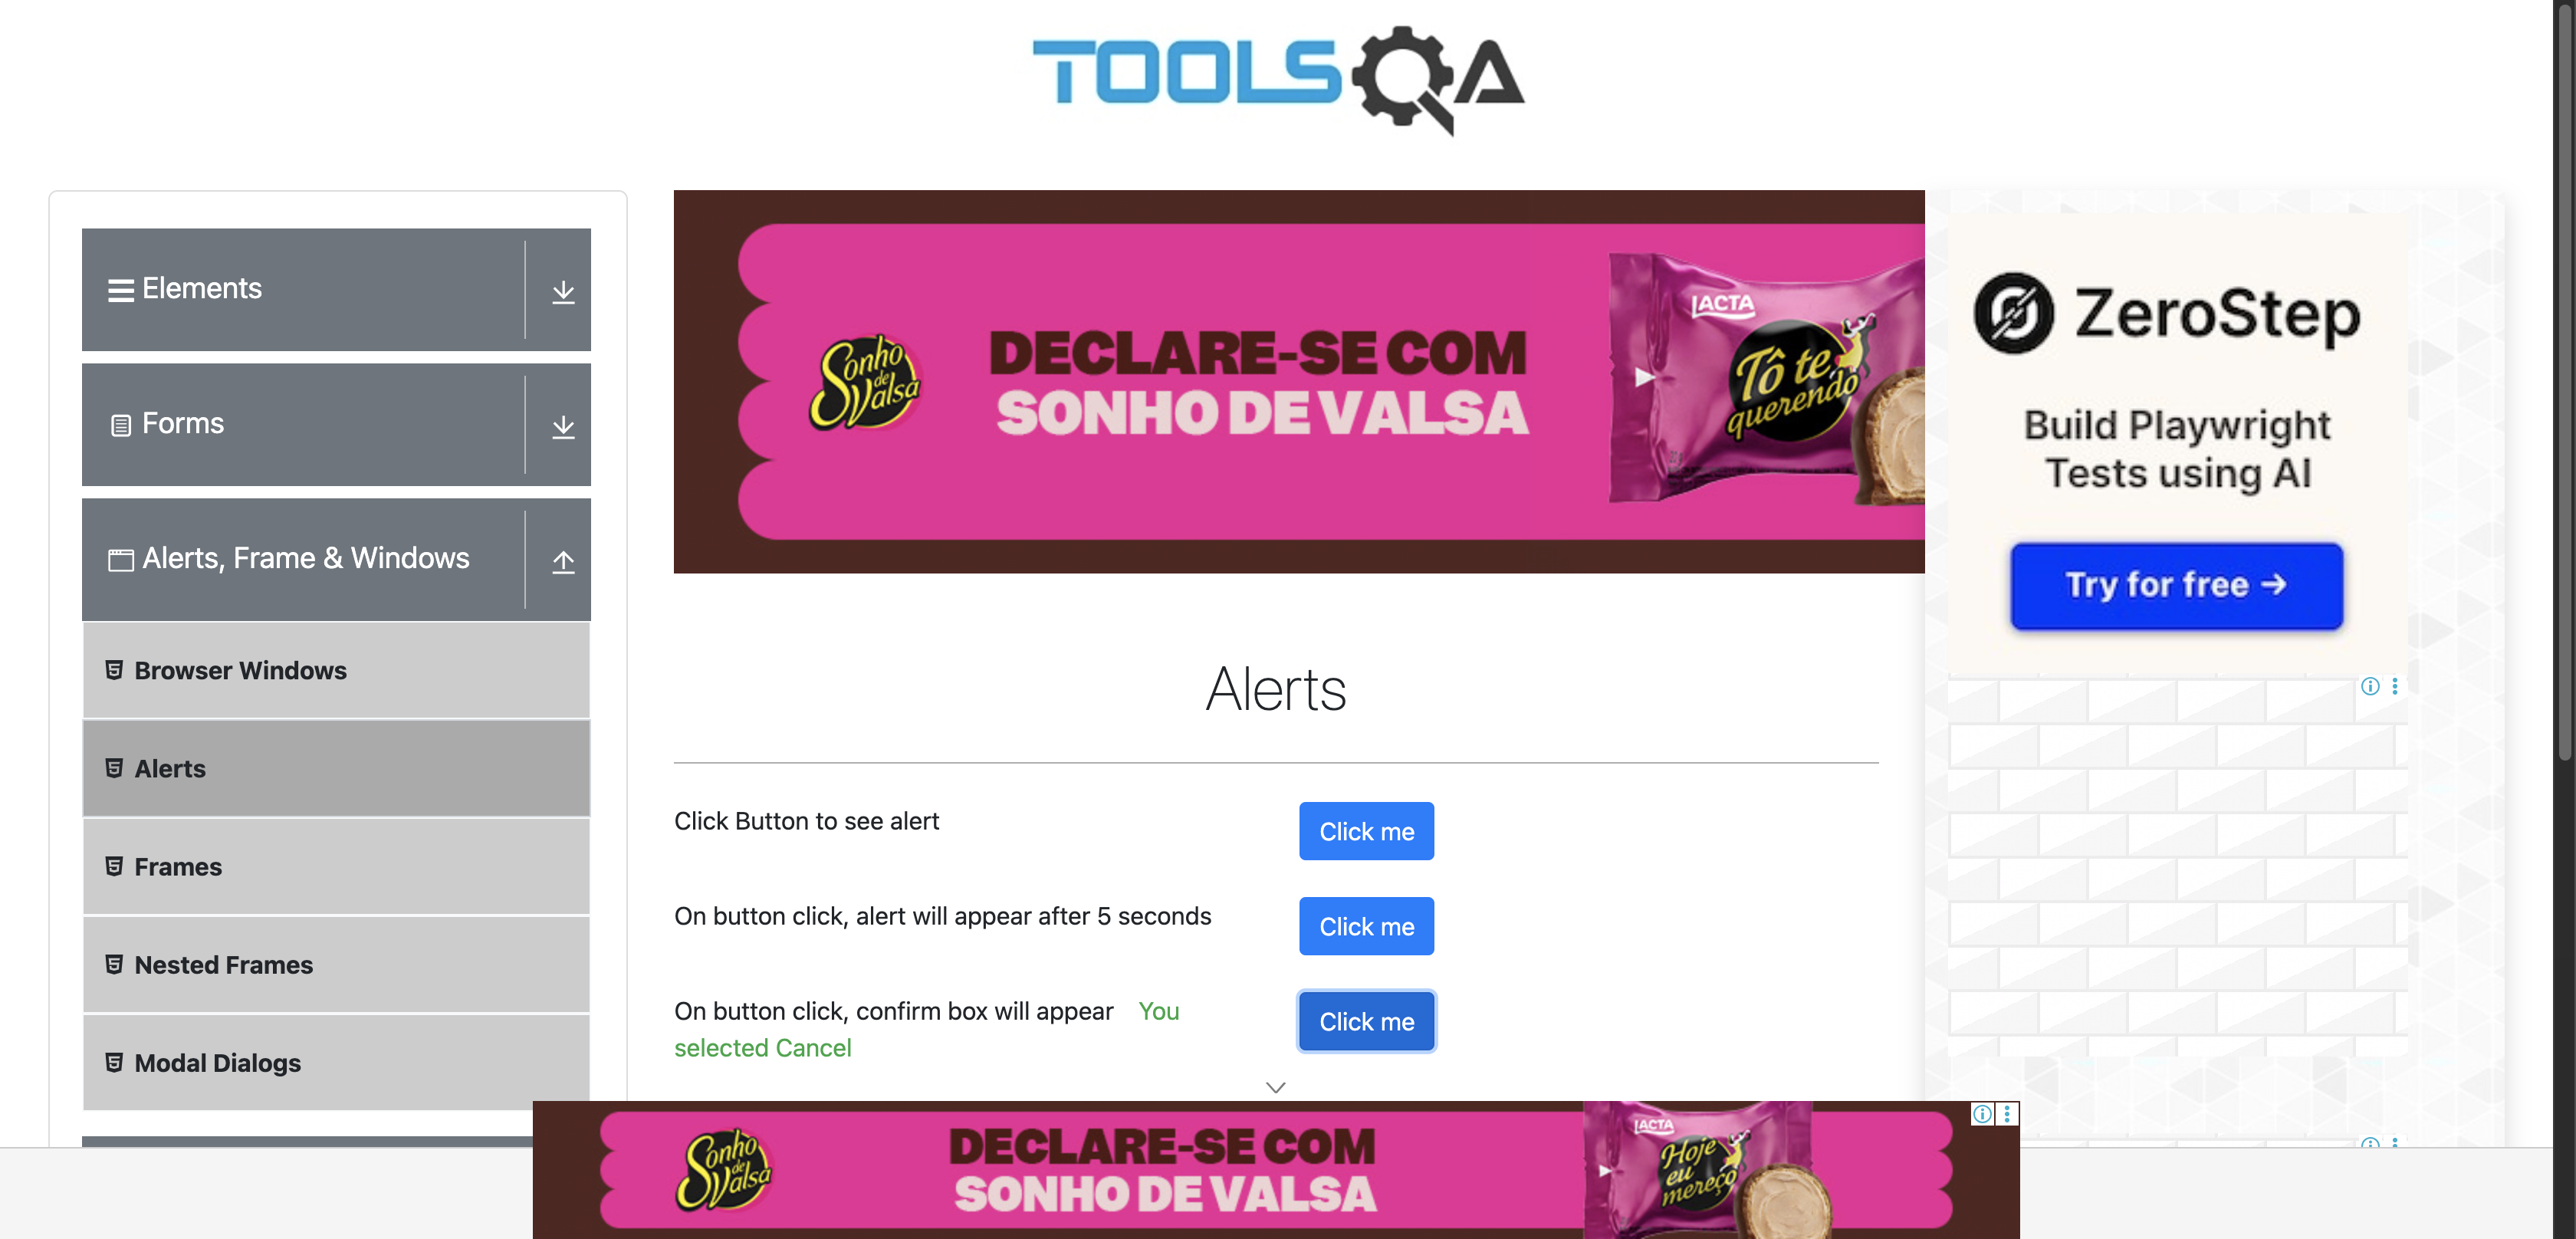 TOOLSQA
Elements
Forms
Alerts, Frame & Windows
Browser Windows
Alerts
Frames
Nested Frames
Modal Dialogs
Sonho
de
Valsa
DECLARE-SE COM
SONHO DE VALSA
LACTA
Tô te
querendo
ZeroStep
Build Playwright
Tests using AI
Try for free →
Alerts
Click Button to see alert
Click me
On button click, alert will appear after 5 seconds
Click me
On button click, confirm box will appear You
selected Cancel
Click me
Sonho
de
Valsa
DECLARE-SE COM
SONHO DE VALSA
LACTA
Hoje
eu
mereço